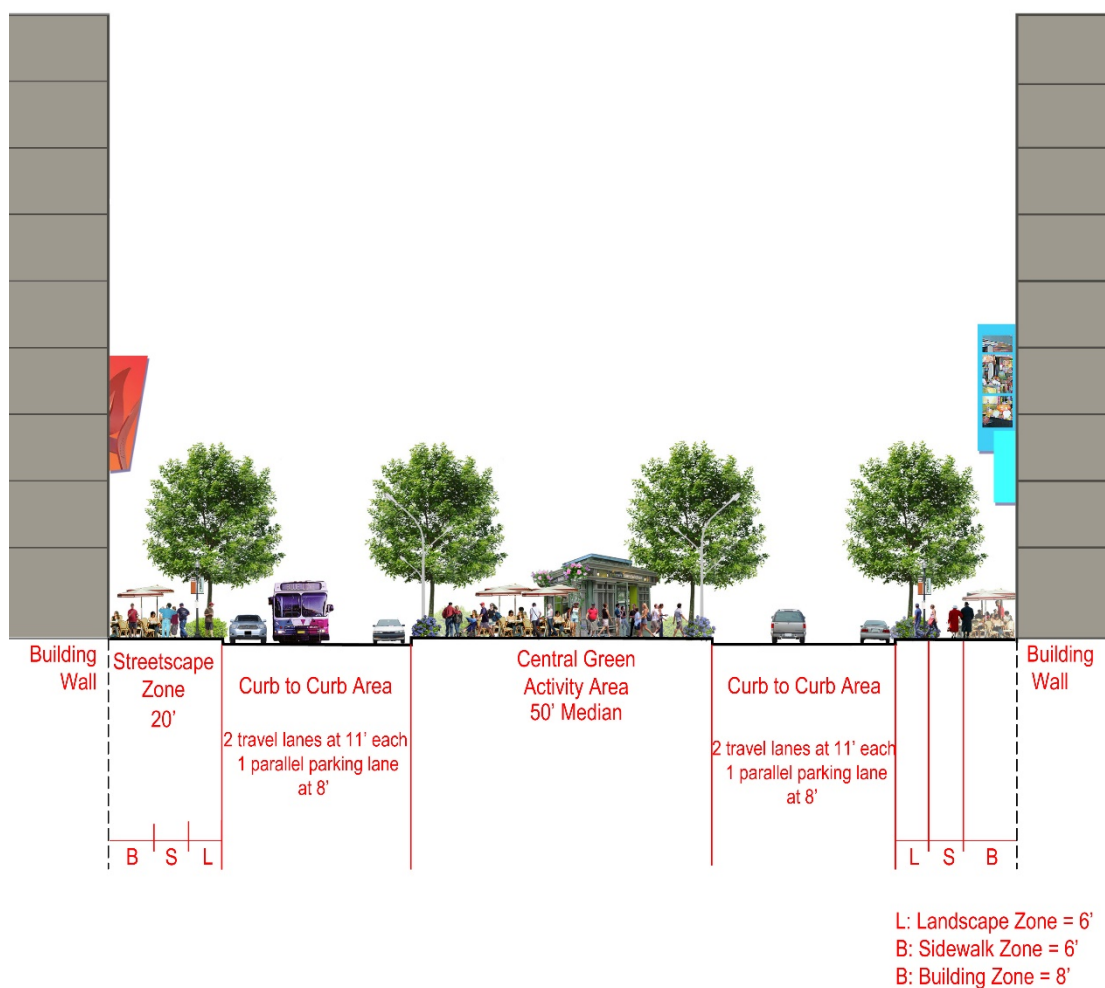 Building
Wall
Streetscape
Zone
20'
Curb to Curb Area
2 travel lanes at 11' each
1 parallel parking lane
at 8'
Central Green
Activity Area
50' Median
Curb to Curb Area
2 travel lanes at 11' each
1 parallel parking lane
at 8'
Building
Wall
B S L
L S B
L: Landscape Zone = 6'
B: Sidewalk Zone = 6'
B: Building Zone = 8'